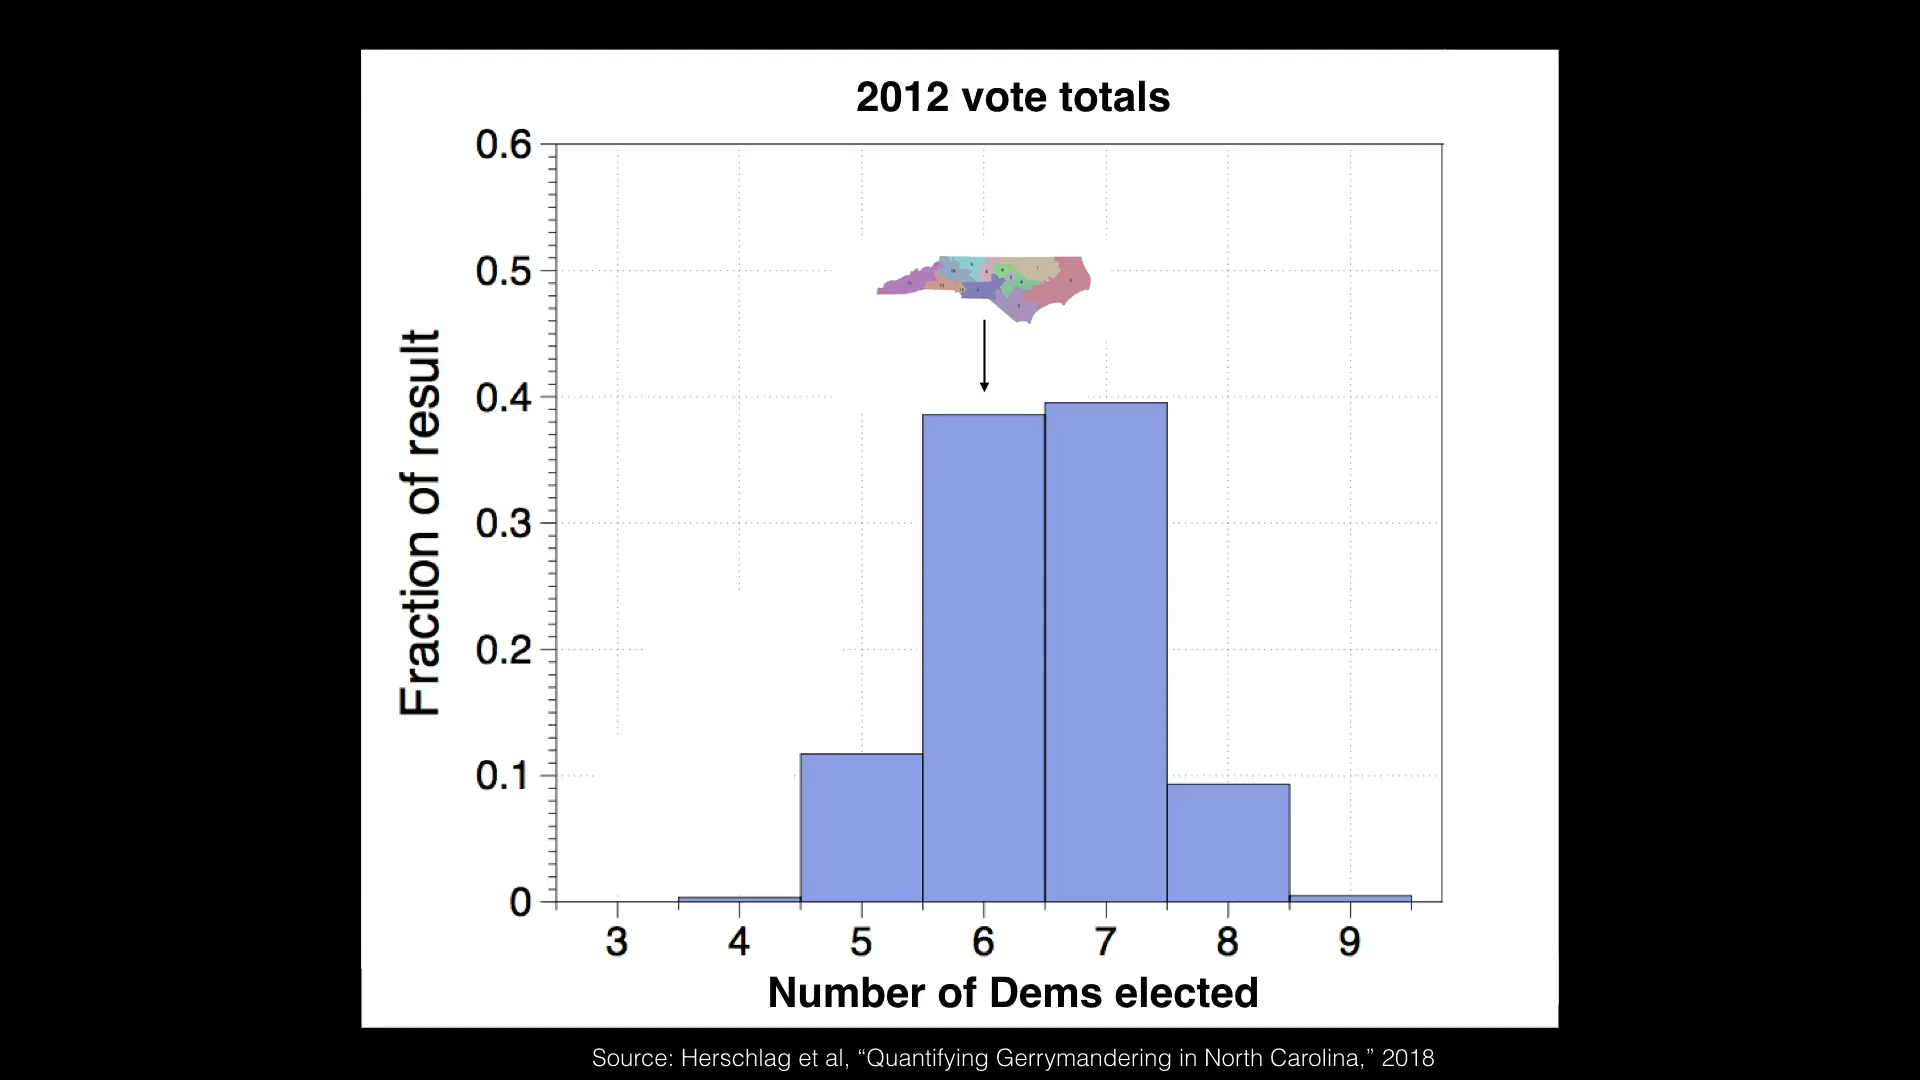 2012 vote totals
0.6
0.5
0.4
0.3
0.2
0.1
0
Fraction of result
3 4 5 6 7 8 9
Number of Dems elected
Source: Herschlag et al, “Quantifying Gerrymandering in North Carolina,” 2018